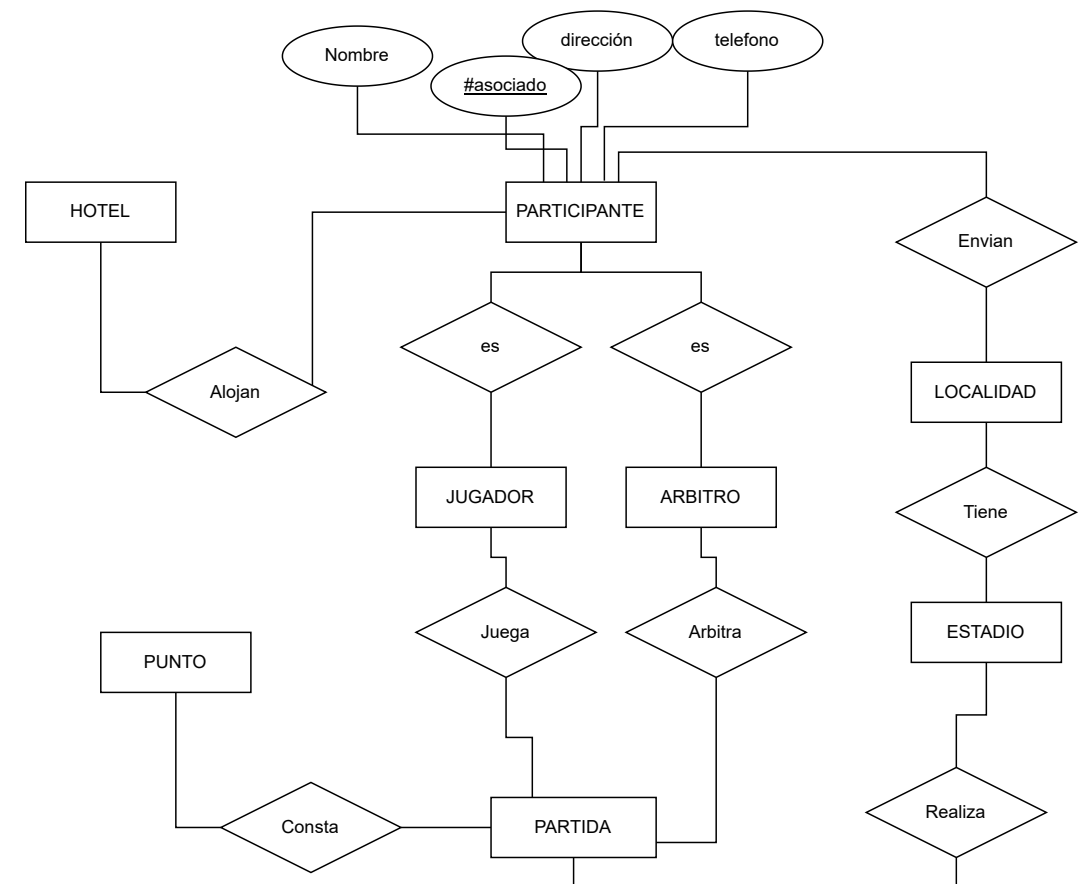 Nombre
#asociado
dirección
telefono
HOTEL
PARTICIPANTE
Envian
Alojan
es
es
LOCALIDAD
JUGADOR
ARBITRO
Tiene
PUNTO
Juega
Arbitra
ESTADIO
Consta
PARTIDA
Realiza